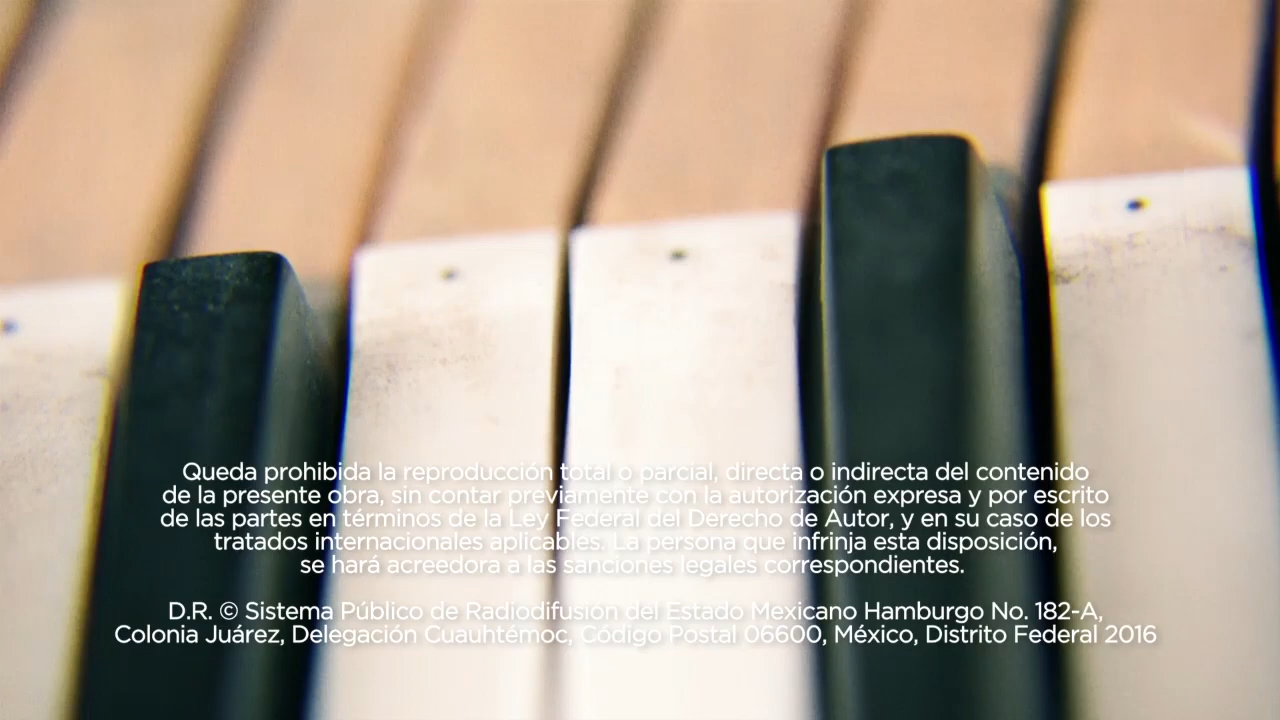 Queda prohibida la reproducción total o parcial, directa o indirecta del contenido
de la presente obra, sin contar previamente con la autorización expresa y por escrito
de las partes en términos de la Ley Federal del Derecho de Autor, y en su caso de los
tratados internacionales aplicables. La persona que infrinja esta disposición,
se hará acreedora a las sanciones legales correspondientes.
D.R. © Sistema Público de Radiodifusión del Estado Mexicano Hamburgo No. 182-A,
Colonia Juárez, Delegación Cuauhtémoc, Código Postal 06600, México, Distrito Federal 2016